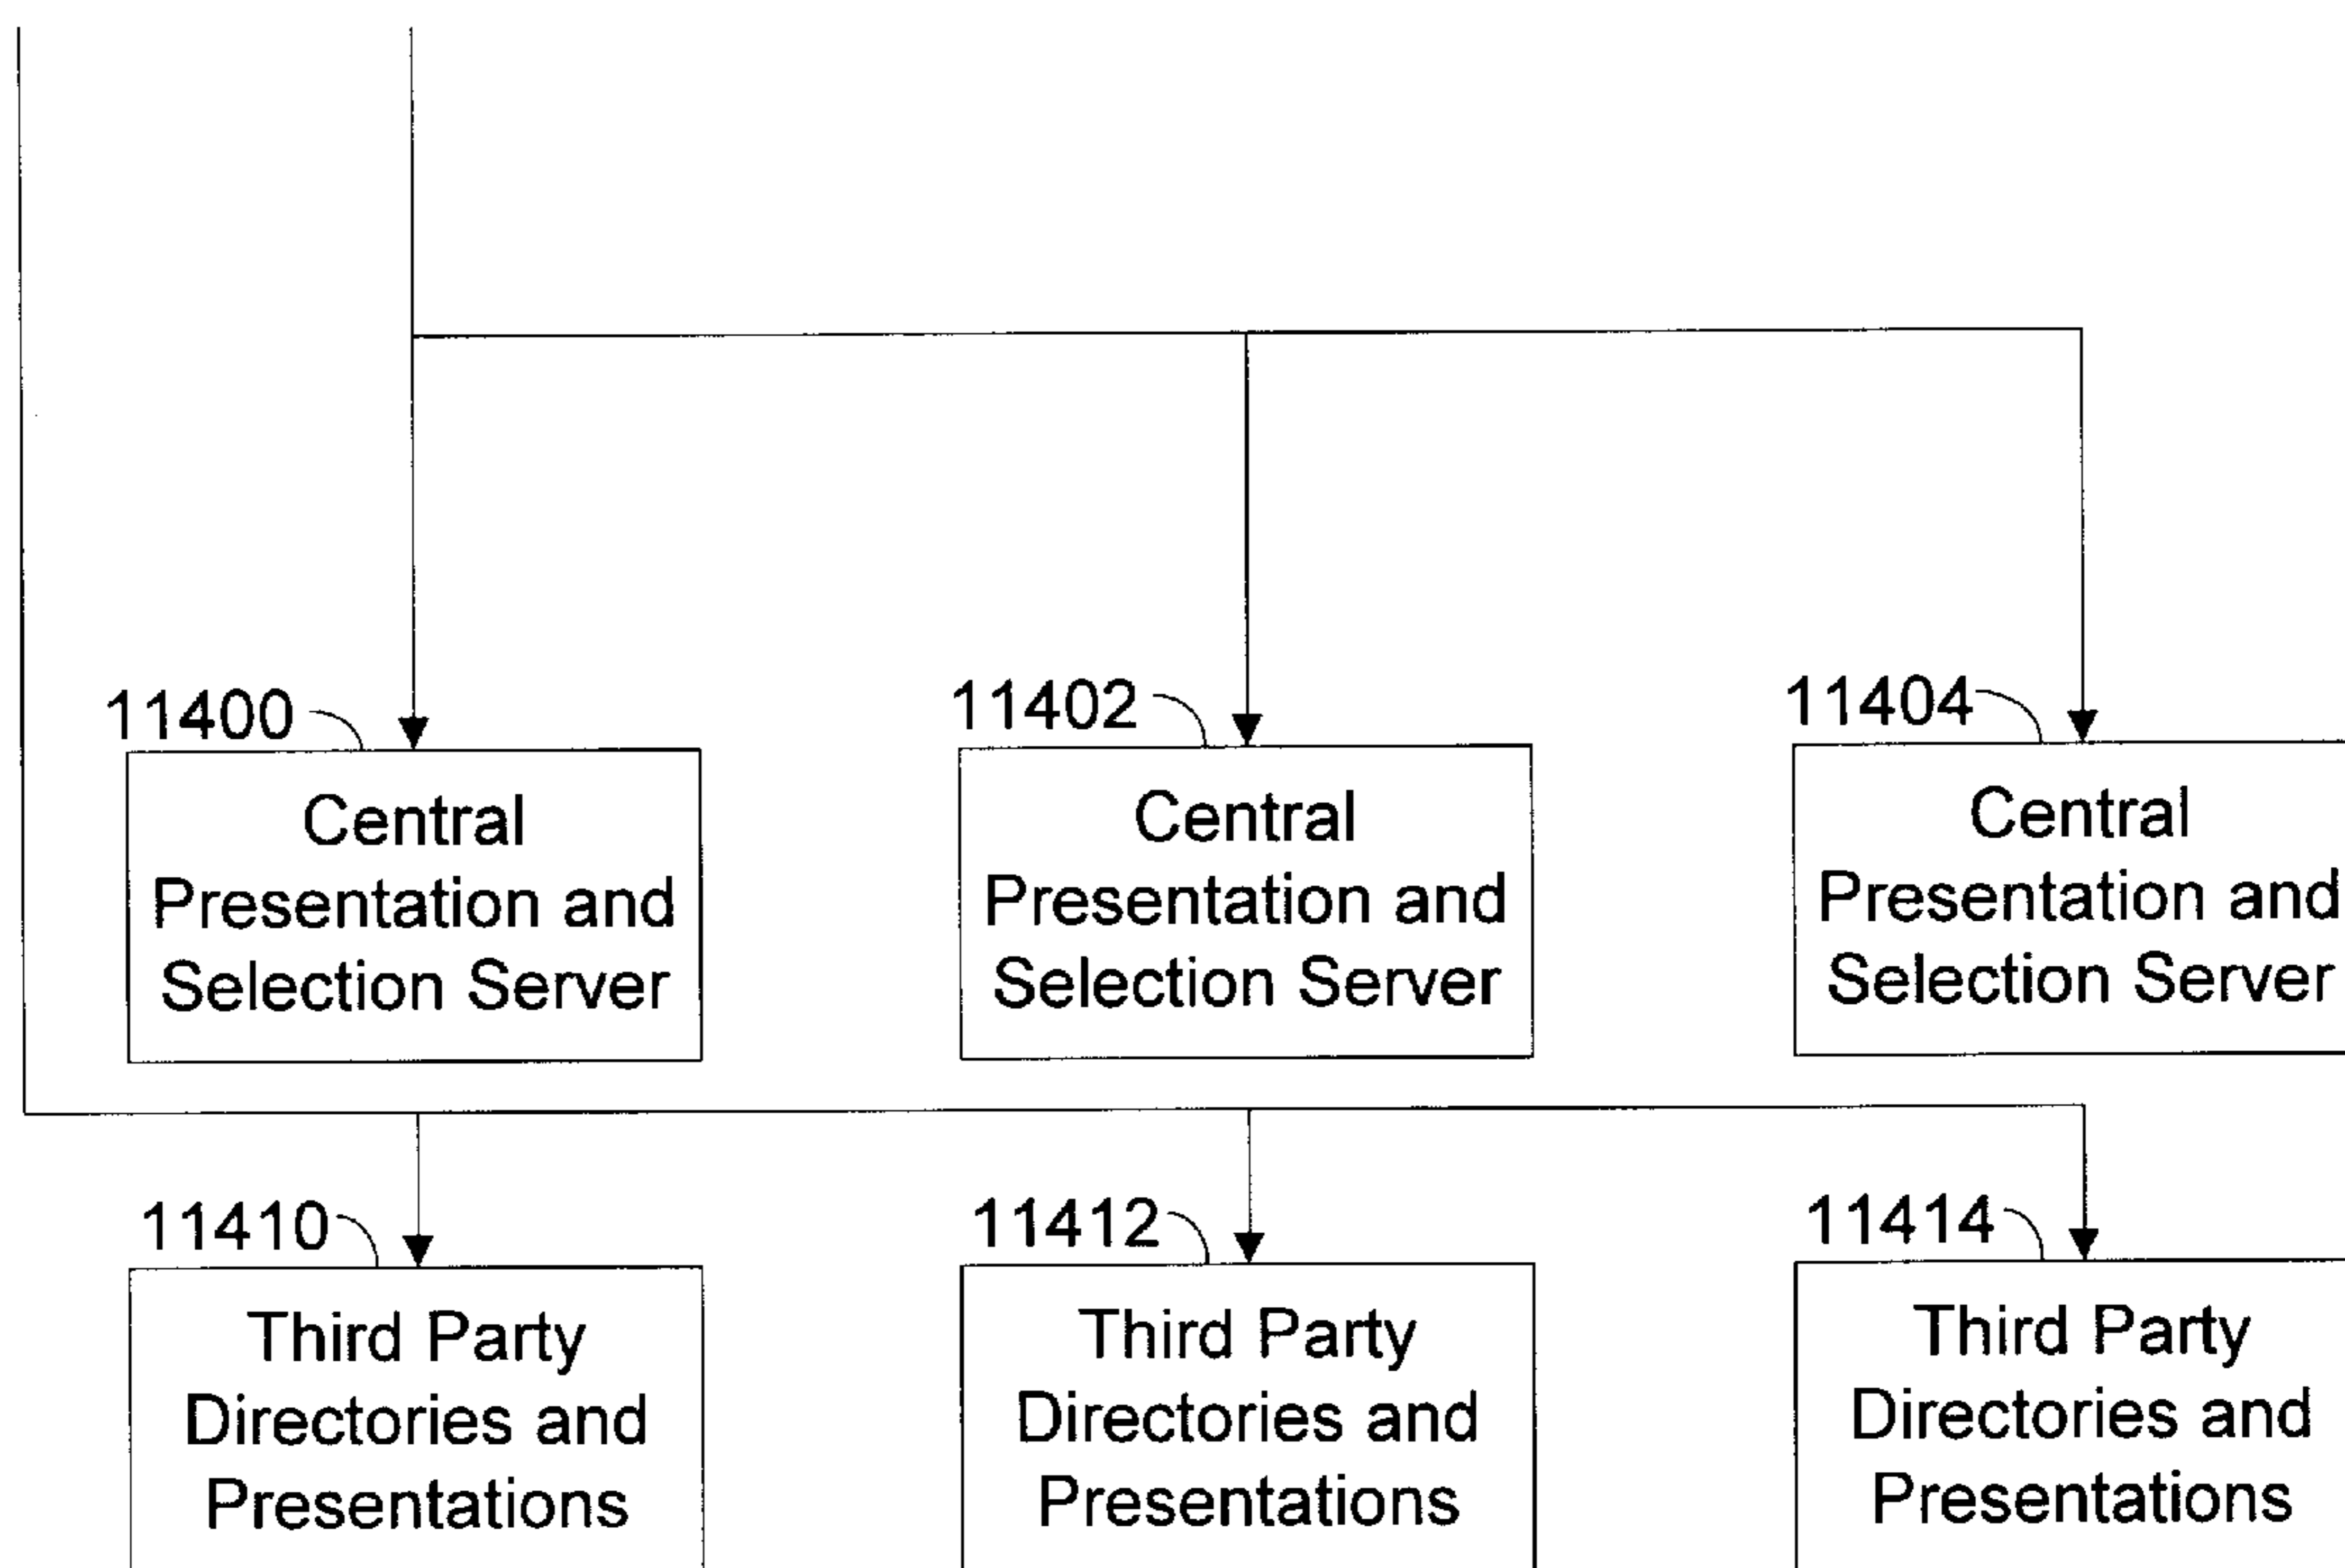 11400
Central
Presentation and
Selection Server
11402
Central
Presentation and
Selection Server
11404
Central
Presentation and
Selection Server
11410
Third Party
Directories and
Presentations
11412
Third Party
Directories and
Presentations
11414
Third Party
Directories and
Presentations